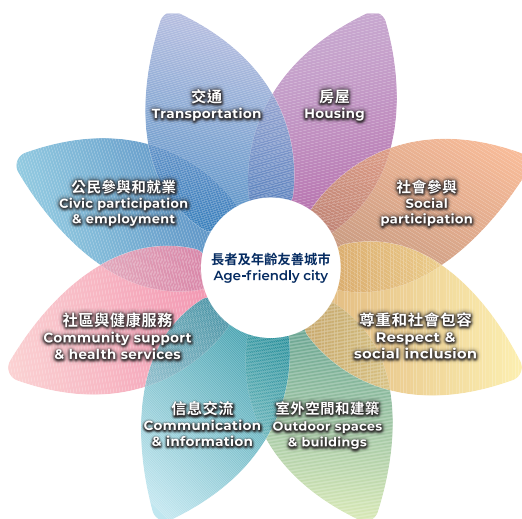 交通
Transportation
房屋
Housing
公民參與和就業
Civic participation
& employment
社會參與
Social
participation
長者及年齡友善城市
Age-friendly city
社區與健康服務
Community support
& health services
尊重和社會包容
Respect &
social inclusion
信息交流
Communication
& information
室外空間和建築
Outdoor spaces
& buildings